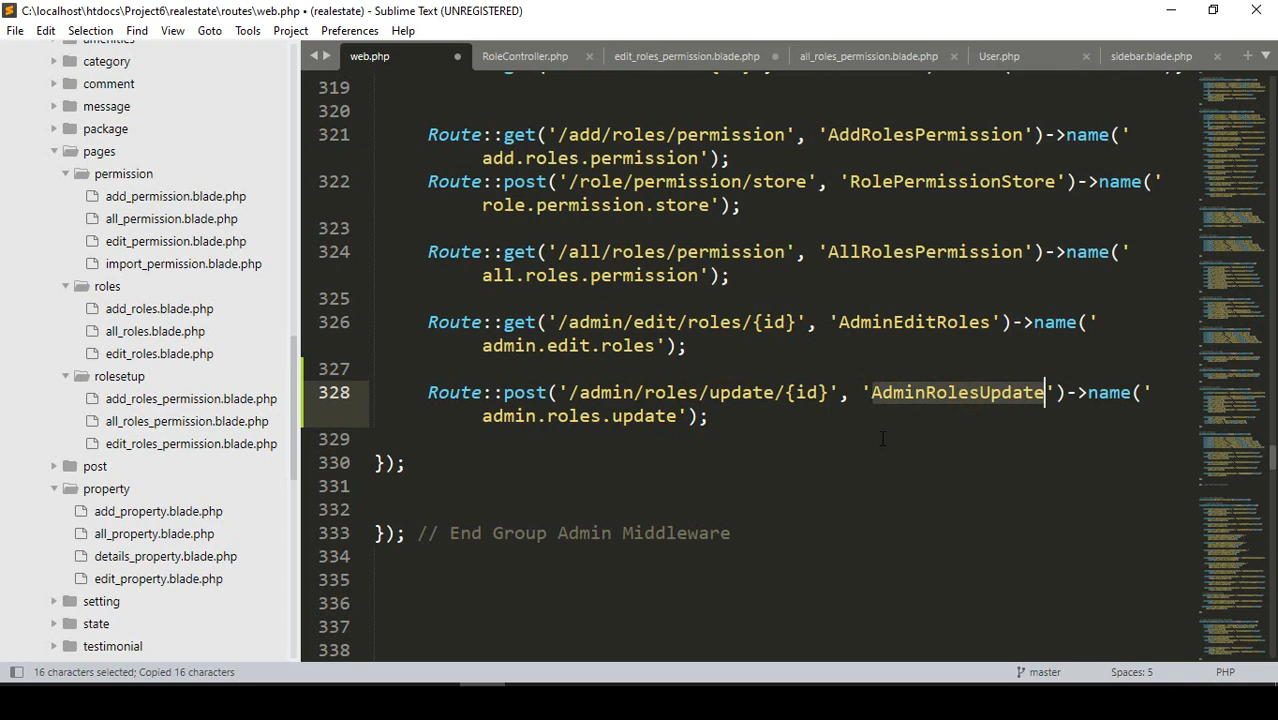 C:\localhost\htdocs\Project6\realestate\routes\web.php • (realestate) - Sublime Text (UNREGISTERED)
File Edit Selection Find View Goto Tools Project Preferences Help
web.php RoleController.php edit_roles_permission.blade.php all_roles_permission.blade.php User.php sidebar.blade.php
amenities
category
comment
message
package
pages
permission
add_permission.blade.php
all_permission.blade.php
edit_permission.blade.php
import_permission.blade.php
roles
add_roles.blade.php
all_roles.blade.php
edit_roles.blade.php
rolesetup
add_roles_permission.blade.php
all_roles_permission.blade.php
edit_roles_permission.blade.php
post
property
add_property.blade.php
all_property.blade.php
details_property.blade.php
edit_property.blade.php
setting
state
testimonial
319
320
321 Route::get('/add/roles/permission', 'AddRolesPermission')->name('
add.roles.permission');
322 Route::post('/role/permission/store', 'RolePermissionStore')->name('
role.permission.store');
323
324 Route::get('/all/roles/permission', 'AllRolesPermission')->name('
all.roles.permission');
325
326 Route::get('/admin/edit/roles/{id}', 'AdminEditRoles')->name('
admin.edit.roles');
327
328 Route::post('/admin/roles/update/{id}', 'AdminRolesUpdate')->name('
admin.roles.update');
329
330 });
331
332
333 }); // End Group Admin Middleware
334
335
336
337
338
16 characters selected; Copied 16 characters master Spaces: 5 PHP